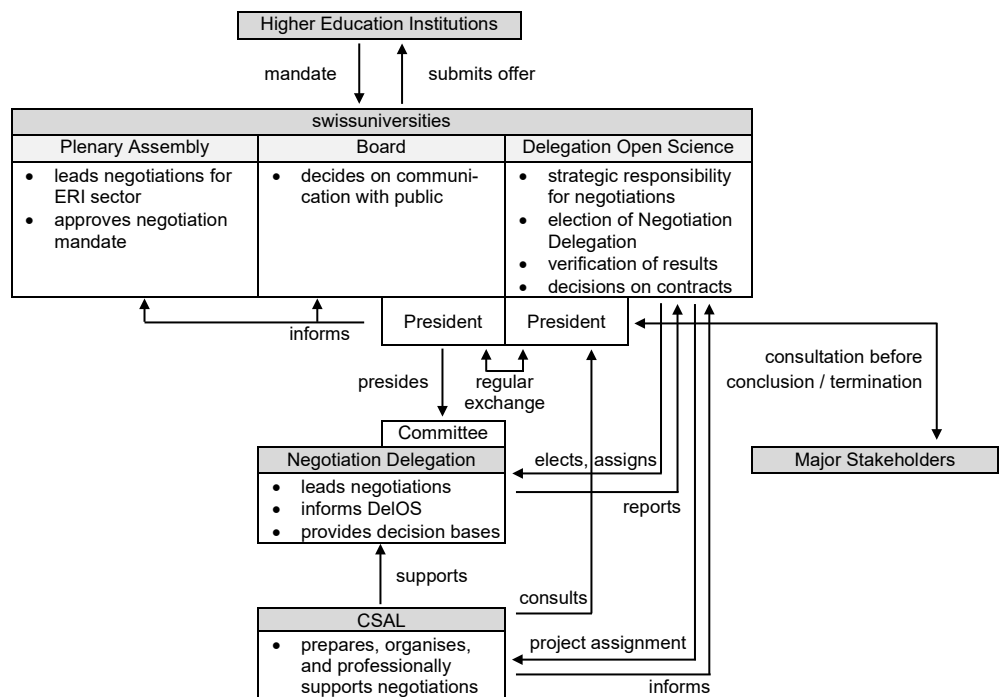 Higher Education Institutions
mandate
submits offer
swissuniversities
Plenary Assembly
Board
Delegation Open Science
• leads negotiations for
ERI sector
• approves negotiation
mandate
• decides on communi-
cation with public
• strategic responsibility
for negotiations
• election of Negotiation
Delegation
• verification of results
• decisions on contracts
President
President
informs
presides
regular
exchange
consultation before
conclusion / termination
Committee
Negotiation Delegation
• leads negotiations
• informs DelOS
• provides decision bases
elects, assigns
reports
Major Stakeholders
supports
consults
CSAL
• prepares, organises,
and professionally
supports negotiations
project assignment
informs